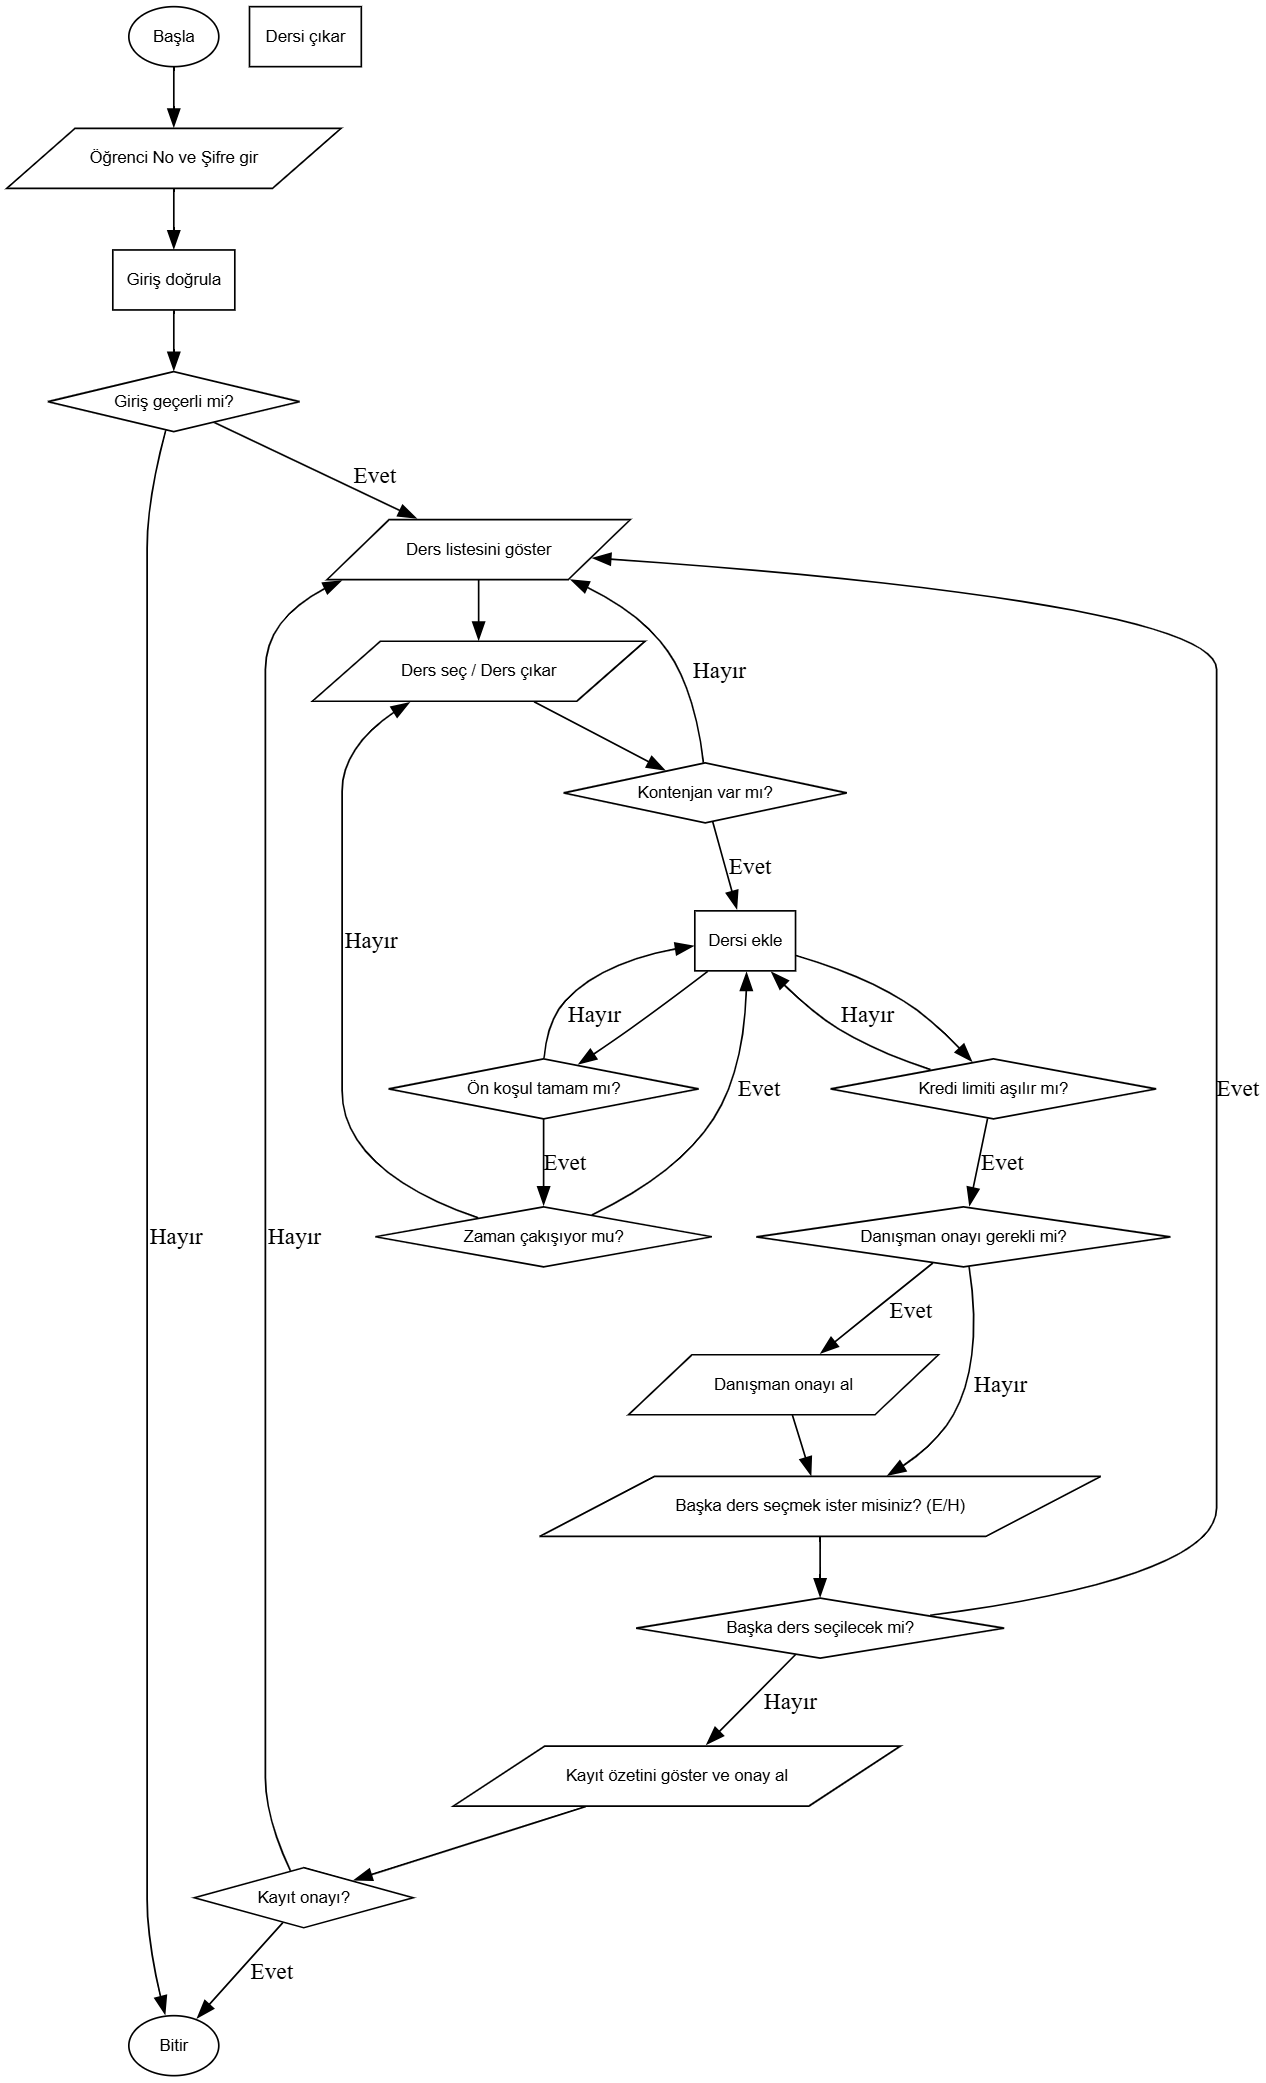 Başla
Dersi çıkar
Öğrenci No ve Şifre gir
Giriş doğrula
Giriş geçerli mi?
Evet
Ders listesini göster
Ders seç / Ders çıkar
Hayır
Kontenjan var mı?
Evet
Dersi ekle
Hayır
Hayır
Hayır
Ön koşul tamam mı?
Evet
Kredi limiti aşılır mı?
Evet
Evet
Evet
Hayır
Hayır
Zaman çakışıyor mu?
Danışman onayı gerekli mi?
Evet
Danışman onayı al
Hayır
Başka ders seçmek ister misiniz? (E/H)
Başka ders seçilecek mi?
Hayır
Kayıt özetini göster ve onay al
Kayıt onayı?
Evet
Bitir